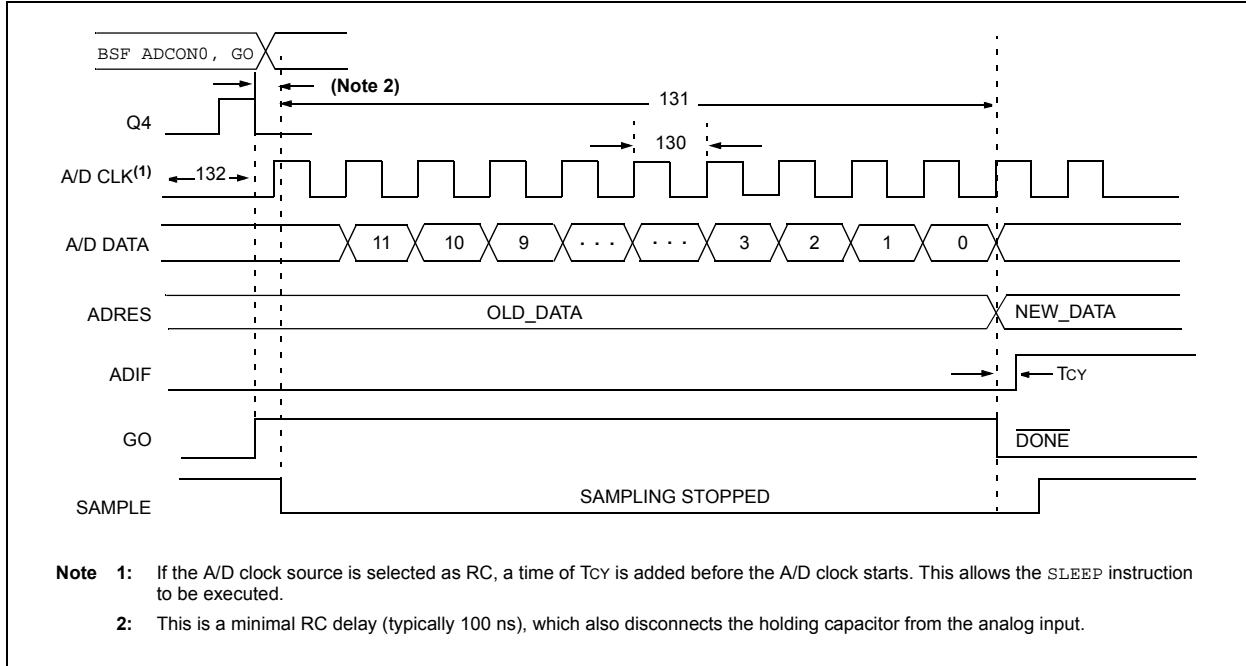 BSF ADCON0, GO
(Note 2)
131
Q4
130
A/D CLK(1)
132
A/D DATA
11 10 9 · · · · · · 3 2 1 0
ADRES
OLD_DATA
NEW_DATA
ADIF
TCY
GO
DONE
SAMPLE
SAMPLING STOPPED
Note 1: If the A/D clock source is selected as RC, a time of TCY is added before the A/D clock starts. This allows the SLEEP instruction
to be executed.
2: This is a minimal RC delay (typically 100 ns), which also disconnects the holding capacitor from the analog input.